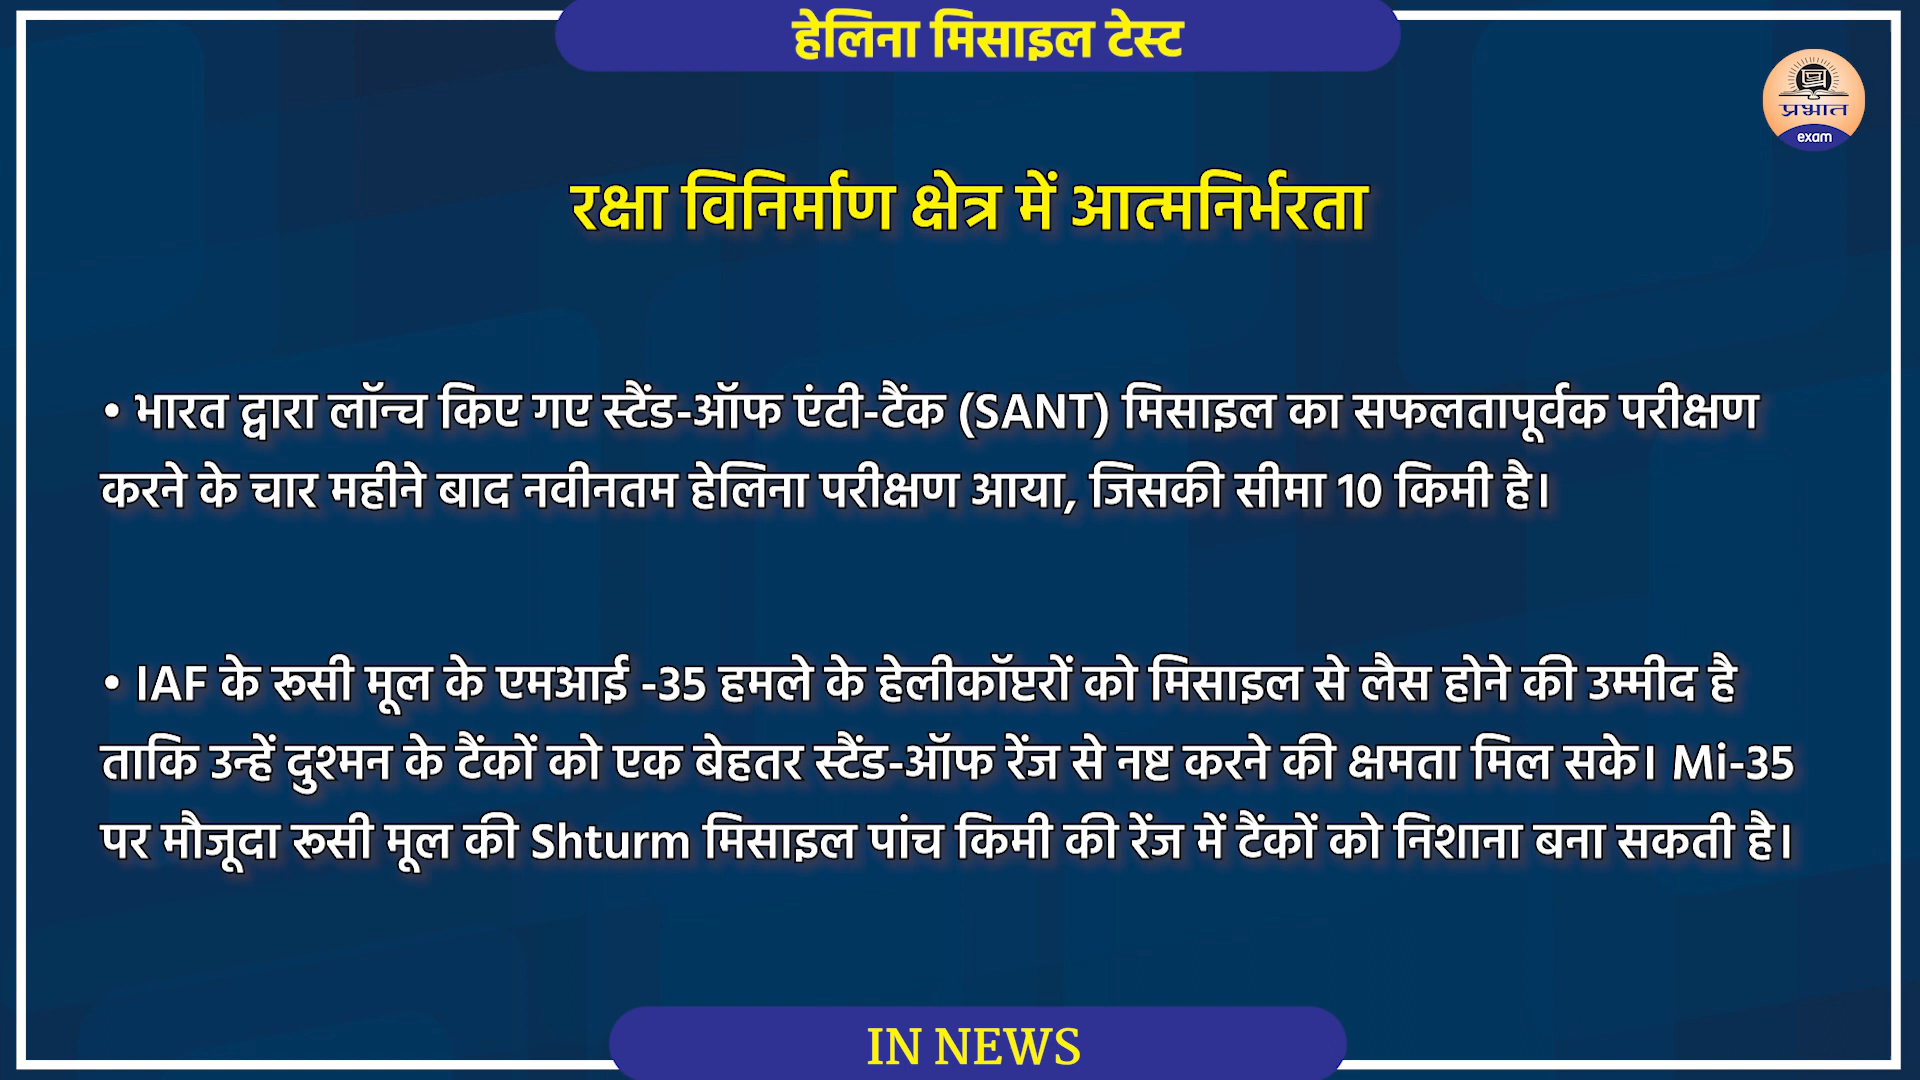 हेलिना मिसाइल टेस्ट
प्रभात
exam
रक्षा विनिर्माण क्षेत्र में आत्मनिर्भरता
• भारत द्वारा लॉन्च किए गए स्टैंड-ऑफ एंटी-टैंक (SANT) मिसाइल का सफलतापूर्वक परीक्षण
करने के चार महीने बाद नवीनतम हेलिना परीक्षण आया, जिसकी सीमा 10 किमी है।
• IAF के रूसी मूल के एमआई -35 हमले के हेलीकॉप्टरों को मिसाइल से लैस होने की उम्मीद है
ताकि उन्हें दुश्मन के टैंकों को एक बेहतर स्टैंड-ऑफ रेंज से नष्ट करने की क्षमता मिल सके। Mi-35
पर मौजूदा रूसी मूल की Shturm मिसाइल पांच किमी की रेंज में टैंकों को निशाना बना सकती है।
IN NEWS